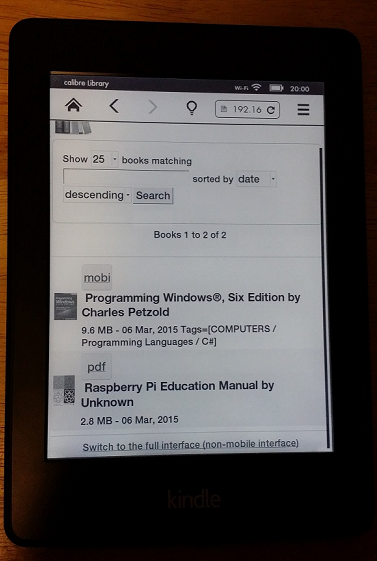 calibre Library Wi-Fi 20:00
192.16
Show 25 books matching
sorted by date
descending Search
Books 1 to 2 of 2
mobi
Programming Windows®, Six Edition by
Charles Petzold
9.6 MB - 06 Mar, 2015 Tags=[COMPUTERS /
Programming Languages / C#]
pdf
Raspberry Pi Education Manual by
Unknown
2.8 MB - 06 Mar, 2015
Switch to the full interface (non-mobile interface)
kindle